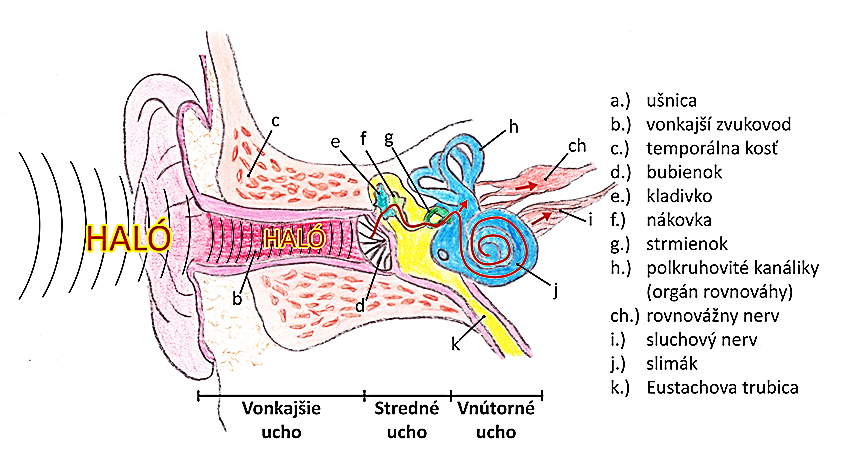 HALÓ
HALÓ
a
b
c
d
e
f
g
h
ch
i
j
k
Vonkajšie
ucho
Stredné
ucho
Vnútorné
ucho
a.) ušnica
b.) vonkajší zvukovod
c.) temporálna kosť
d.) bubienok
e.) kladivko
f.) nákovka
g.) strmienok
h.) polkruhovité kanáliky
(orgán rovnováhy)
ch.) rovnovážny nerv
i.) sluchový nerv
j.) slimák
k.) Eustachova trubica